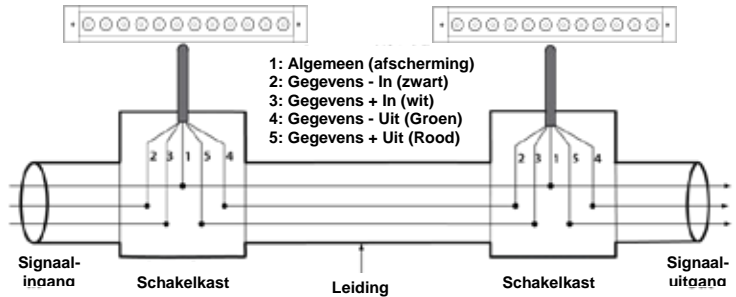 1: Algemeen (afscherming)
2: Gegevens - In (zwart)
3: Gegevens + In (wit)
4: Gegevens - Uit (Groen)
5: Gegevens + Uit (Rood)
2 3 1 5 4
2 3 1 5 4
Signaal-
ingang
Schakelkast
Leiding
Schakelkast
Signaal-
uitgang